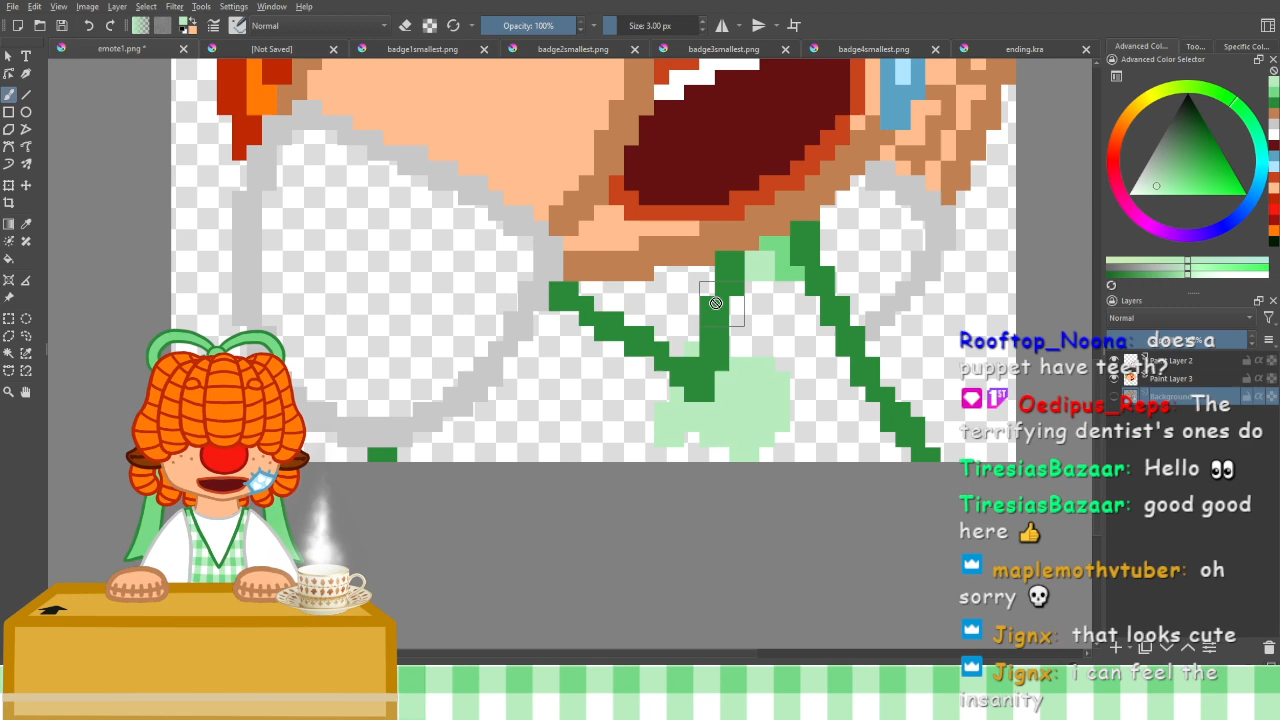 File Edit View Image Layer Select Filter Tools Settings Window Help
Normal Opacity: 100% Size: 3.00 px
emote1.png * [Not Saved] badge1smallest.png badge2smallest.png badge3smallest.png badge4smallest.png ending.kra
Advanced Col... Too... Specific Col...
Advanced Color Selector
Layers
Normal
Paint Layer 2
Paint Layer 3
Background
Rooftop_Noona: does a
puppet have teeth?
1ST Oedipus_Reps: The
terrifying dentist's ones do
TiresiasBazaar: Hello 👀
TiresiasBazaar: good good
here 👍
maplemothvtuber: oh
sorry 💀
Jignx: that looks cute
Jignx: i can feel the
insanity